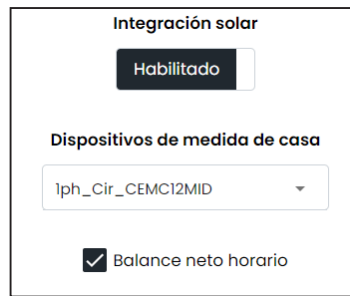 Integración solar
Habilitado
Dispositivos de medida de casa
1ph_Cir_CEMC12MID
Balance neto horario